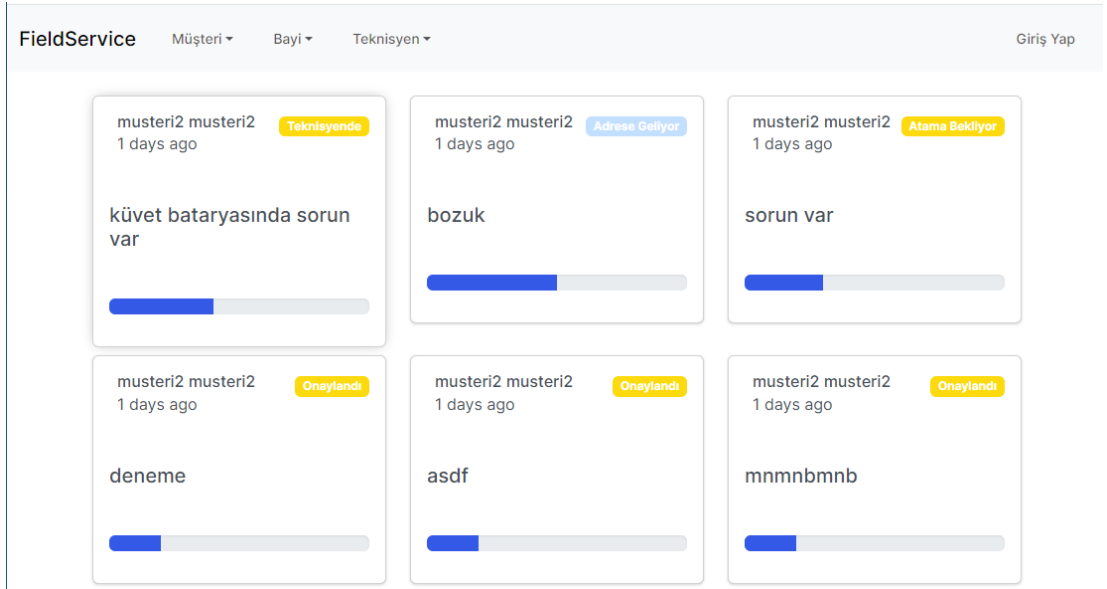 FieldService Müşteri Bayi Teknisyen Giriş Yap
musteri2 musteri2 Teknisyende
1 days ago
küvet bataryasında sorun
var
musteri2 musteri2 Adrese Geliyor
1 days ago
bozuk
musteri2 musteri2 Atama Bekliyor
1 days ago
sorun var
musteri2 musteri2 Onaylandı
1 days ago
deneme
musteri2 musteri2 Onaylandı
1 days ago
asdf
musteri2 musteri2 Onaylandı
1 days ago
mnmnbmnb